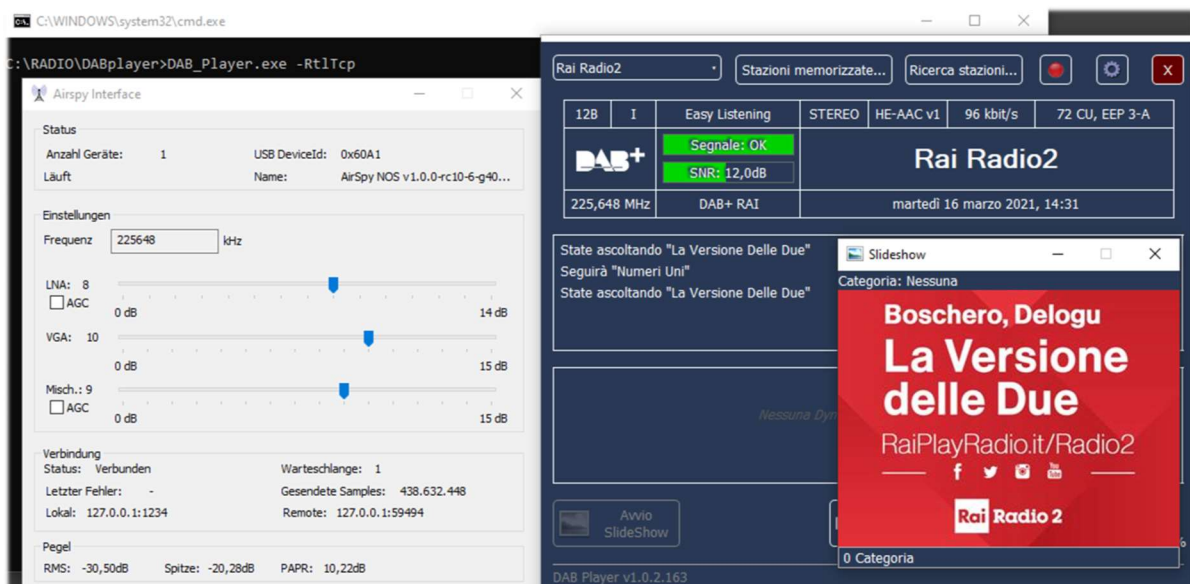 C:\WINDOWS\system32\cmd.exe
C:\RADIO\DABplayer>DAB_Player.exe -RtlTcp
Airspy Interface
Status
Anzahl Geräte: 1 USB DeviceId: 0x60A1
Läuft Name: AirSpy NOS v1.0.0-rc10-6-g40...
Einstellungen
Frequenz 225648 kHz
LNA: 8
AGC
0 dB 14 dB
VGA: 10
0 dB 15 dB
Misch.: 9
AGC
0 dB 15 dB
Verbindung
Status: Verbunden Warteschlange: 1
Letzter Fehler: - Gesendete Samples: 438.632.448
Lokal: 127.0.0.1:1234 Remote: 127.0.0.1:59494
Pegel
RMS: -30,50dB Spitze: -20,28dB PAPR: 10,22dB
Rai Radio2 Stazioni memorizzate... Ricerca stazioni... X
12B I Easy Listening STEREO HE-AAC v1 96 kbit/s 72 CU, EEP 3-A
DAB+ Segnale: OK
SNR: 12,0dB
Rai Radio2
225,648 MHz DAB+ RAI martedì 16 marzo 2021, 14:31
State ascoltando "La Versione Delle Due"
Seguirà "Numeri Uni"
State ascoltando "La Versione Delle Due"
Nessuna Dyn
Avvio
SlideShow
%
DAB Player v1.0.2.163
Slideshow
Categoria: Nessuna
Boschero, Delogu
La Versione
delle Due
RaiPlayRadio.it/Radio2
f You Tube
Rai Radio 2
0 Categoria